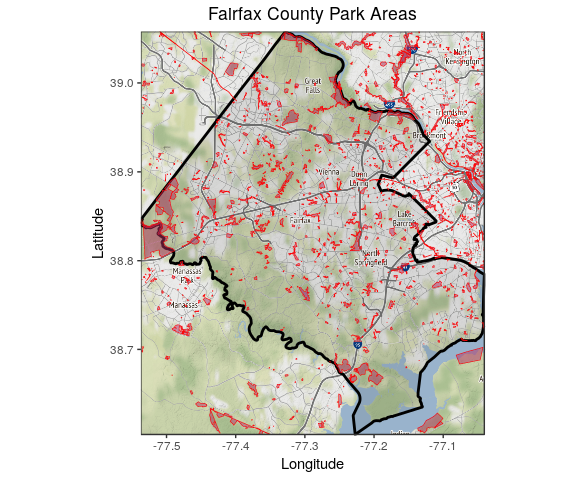 Fairfax County Park Areas
North
Kensington
39.0
Great
Falls
Friendship
Village
Brookmont
38.9
Vienna
Dunn
Loring
Fairfax
Lake
Barcroft
Latitude
38.8
North
Springfield
Manassas
Park
Manassas
38.7
-77.5
-77.4
-77.3
-77.2
-77.1
Longitude